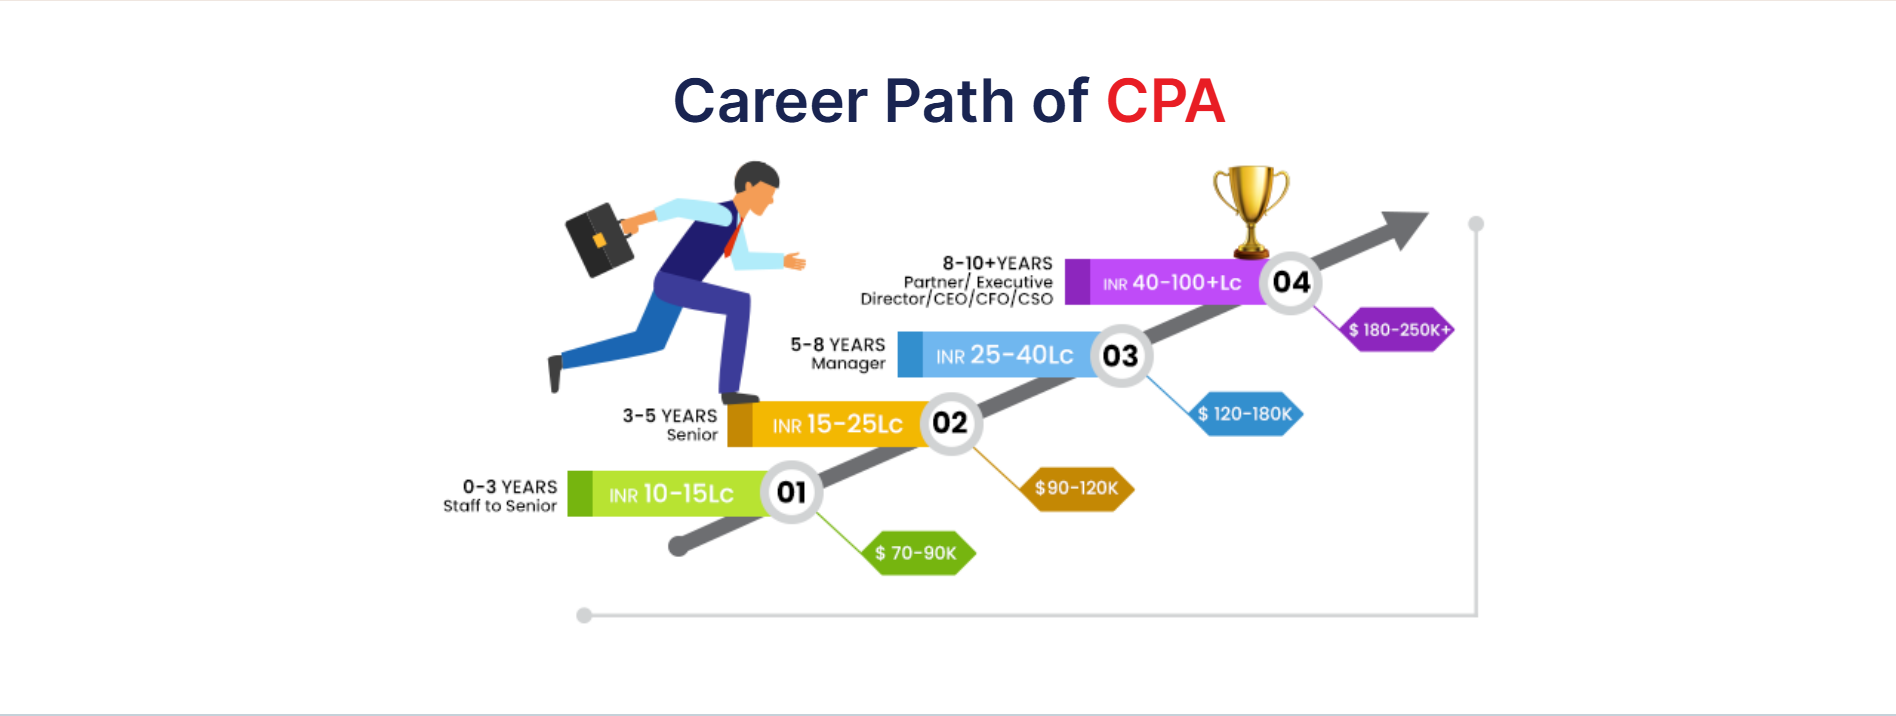 Career Path of CPA
8-10+YEARS
Partner/ Executive
Director/CEO/CFO/CSO
INR 40-100+Lc
04
$ 180-250K+
5-8 YEARS
Manager
INR 25-40Lc
03
$ 120-180K
3-5 YEARS
Senior
INR 15-25Lc
02
$90-120K
0-3 YEARS
Staff to Senior
INR 10-15Lc
01
$ 70-90K